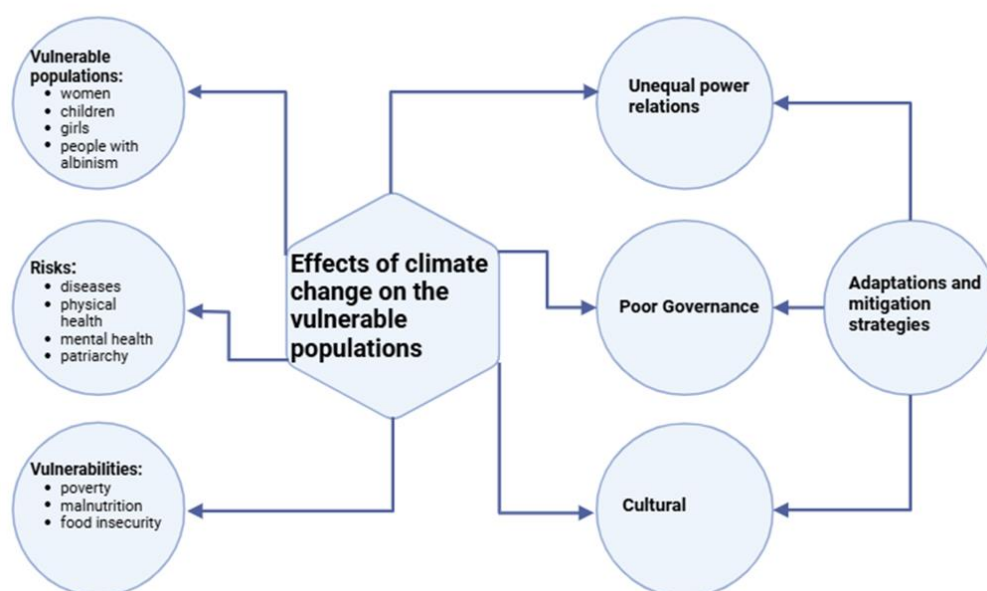 Vulnerable
populations:
• women
• children
• girls
• people with
albinism
Risks:
• diseases
• physical
health
• mental health
• patriarchy
Vulnerabilities:
• poverty
• malnutrition
• food insecurity
Effects of climate
change on the
vulnerable
populations
Unequal power
relations
Poor Governance
Cultural
Adaptations and
mitigation
strategies